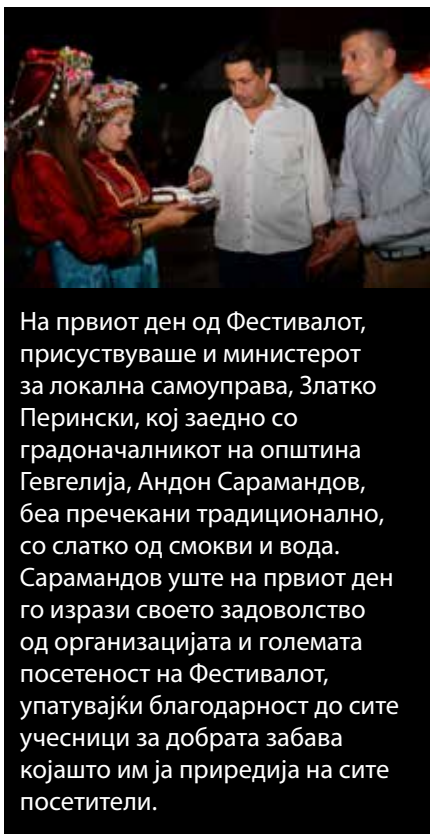 На првиот ден од Фестивалот,
присуствуваше и министерот
за локална самоуправа, Златко
Перински, кој заедно со
градоначалникот на општина
Гевгелија, Андон Сарамандов,
беа пречекани традиционално,
со слатко од смокви и вода.
Сарамандов уште на првиот ден
го изрази своето задоволство
од организацијата и големата
посетеност на Фестивалот,
упатувајќи благодарност до сите
учесници за добрата забава
којашто им ја приредија на сите
посетители.